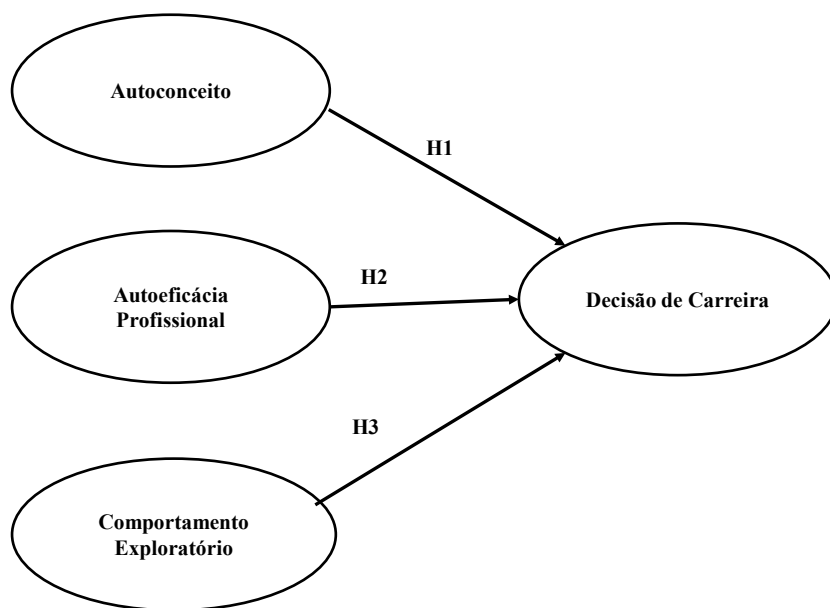 Autoconceito
H1
Autoeficácia
Profissional
H2
Decisão de Carreira
H3
Comportamento
Exploratório